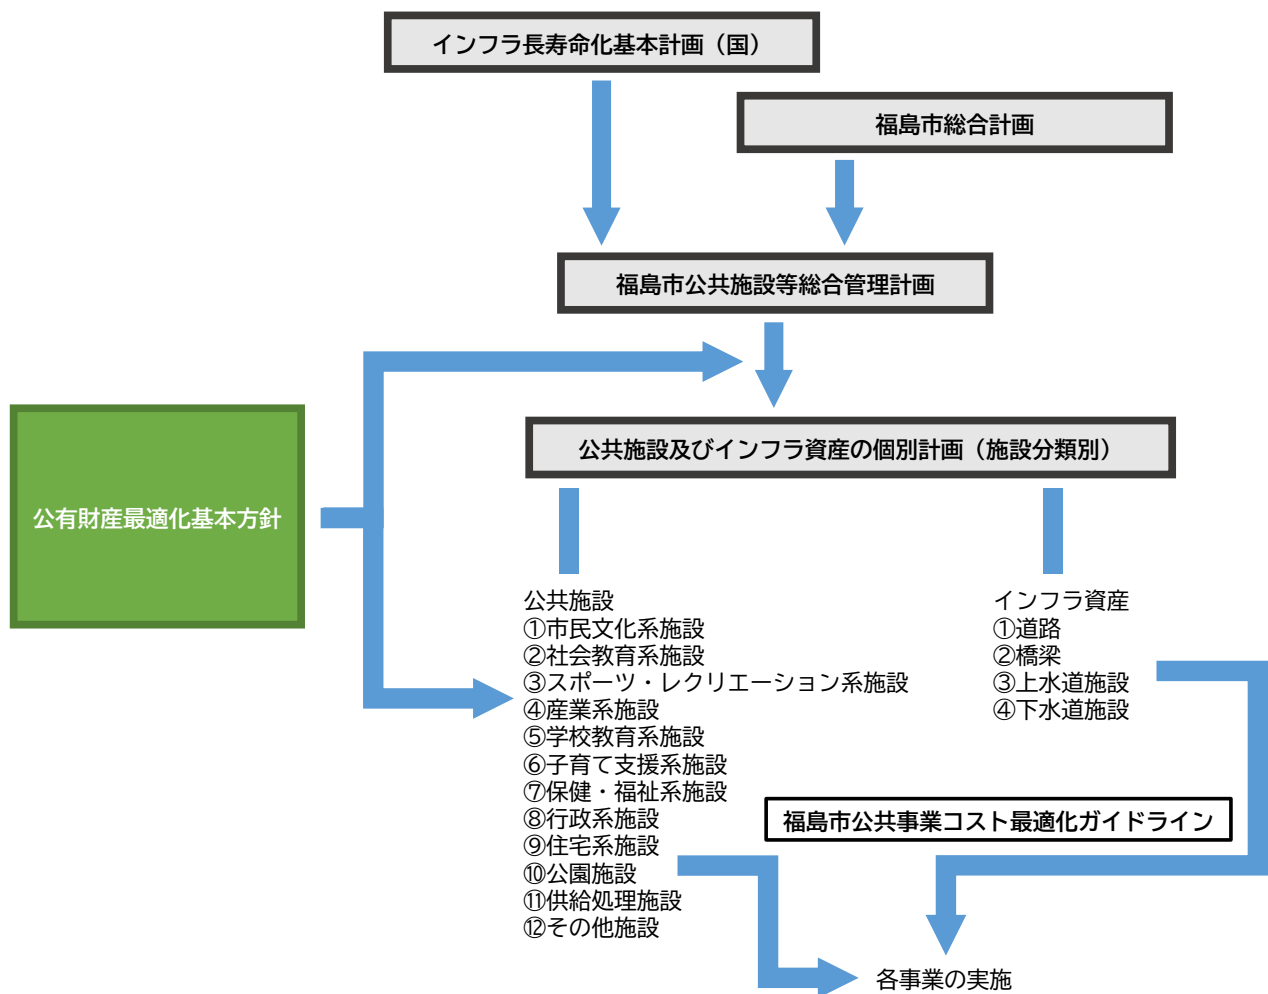 インフラ長寿命化基本計画（国）
福島市総合計画
福島市公共施設等総合管理計画
公共施設及びインフラ資産の個別計画（施設分類別）
公有財産最適化基本方針
公共施設
①市民文化系施設
②社会教育系施設
③スポーツ・レクリエーション系施設
④産業系施設
⑤学校教育系施設
⑥子育て支援系施設
⑦保健・福祉系施設
⑧行政系施設
⑨住宅系施設
⑩公園施設
⑪供給処理施設
⑫その他施設
インフラ資産
①道路
②橋梁
③上水道施設
④下水道施設
福島市公共事業コスト最適化ガイドライン
各事業の実施